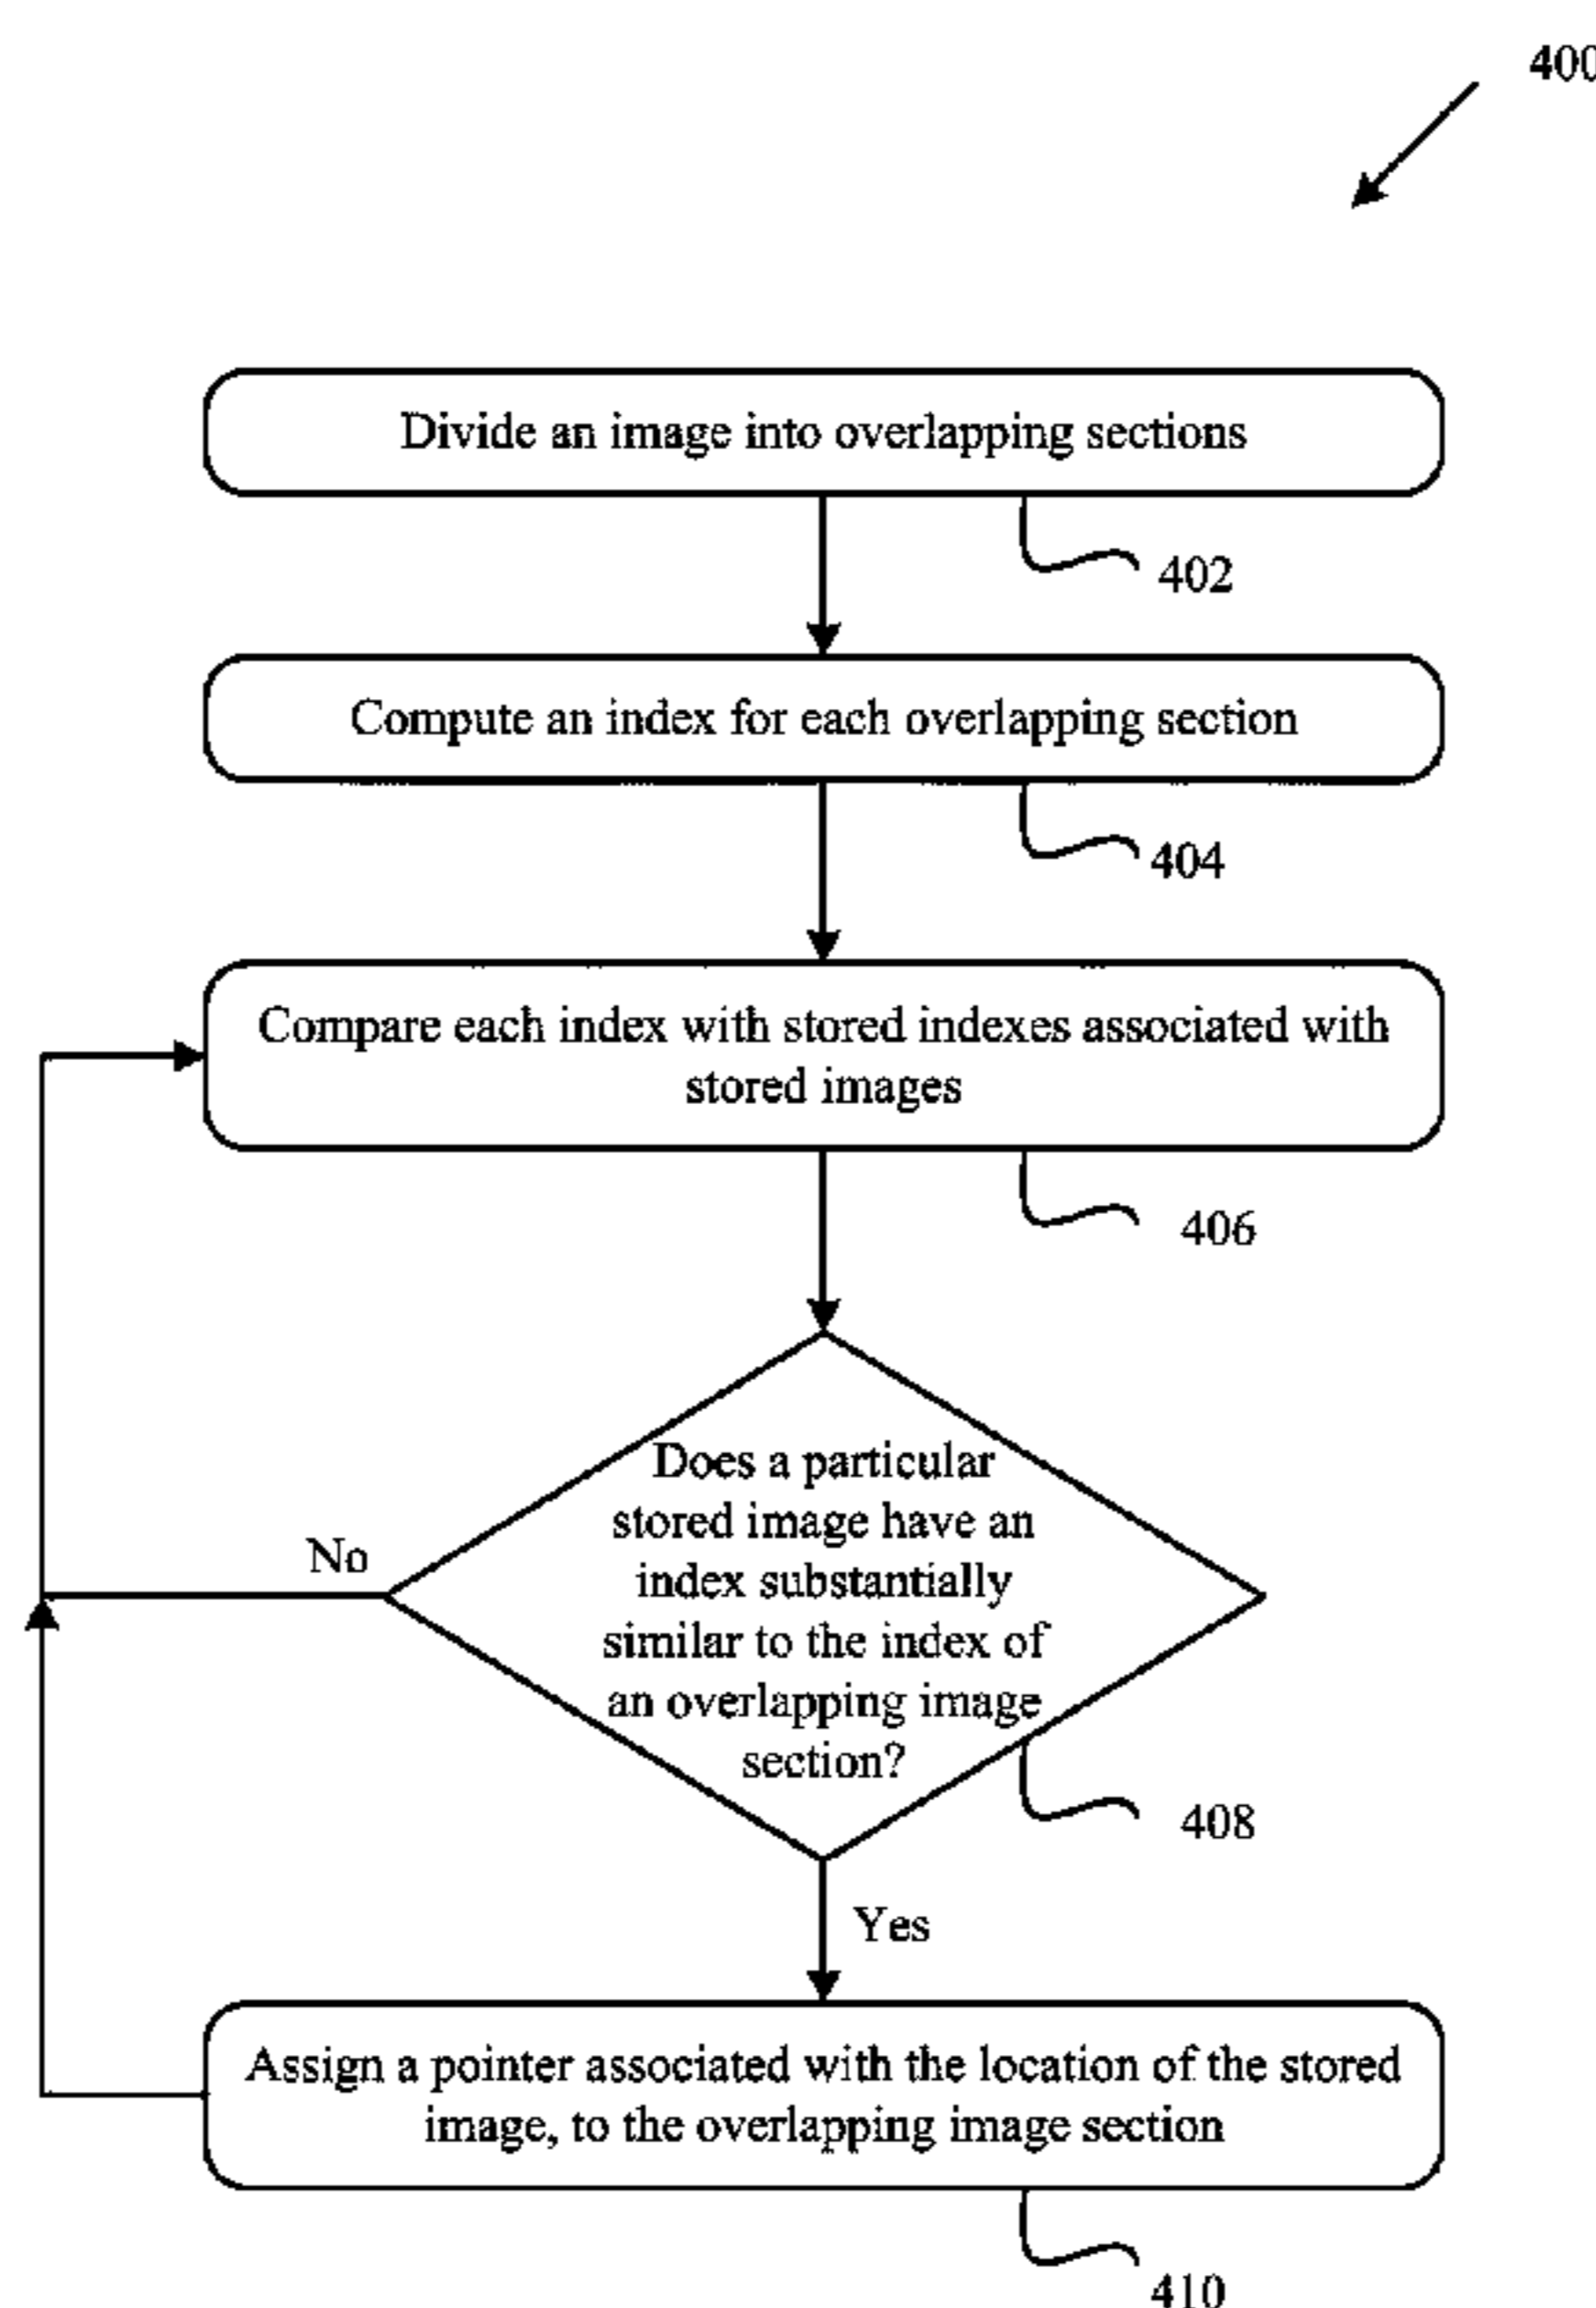 400
Divide an image into overlapping sections
402
Compute an index for each overlapping section
404
Compare each index with stored indexes associated with
stored images
406
Does a particular
stored image have an
index substantially
similar to the index of
an overlapping image
section?
No
408
Yes
Assign a pointer associated with the location of the stored
image, to the overlapping image section
410